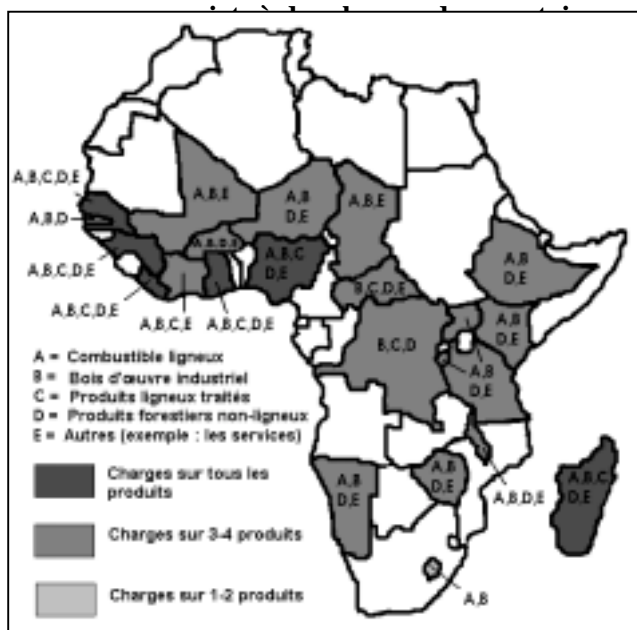 A,B,C,D,E
A,B,D
A,B,C,D,E
A,B,C,D,E
A,B,C,E
A,B,C,D,E
A,B,E
A,B
D,E
A,B,E
A,B,D,E
A,B,C
D,E
B,C,D,E
A,B
D,E
B,C,D
A,B
D,E
A,B
D,E
A,B
D,E
A,B
D,E
A,B,D,E
A,B,C
D,E
A,B
A = Combustible ligneux
B = Bois d'œuvre industriel
C = Produits ligneux traités
D = Produits forestiers non-ligneux
E = Autres (exemple : les services)
Charges sur tous les
produits
Charges sur 3-4 produits
Charges sur 1-2 produits